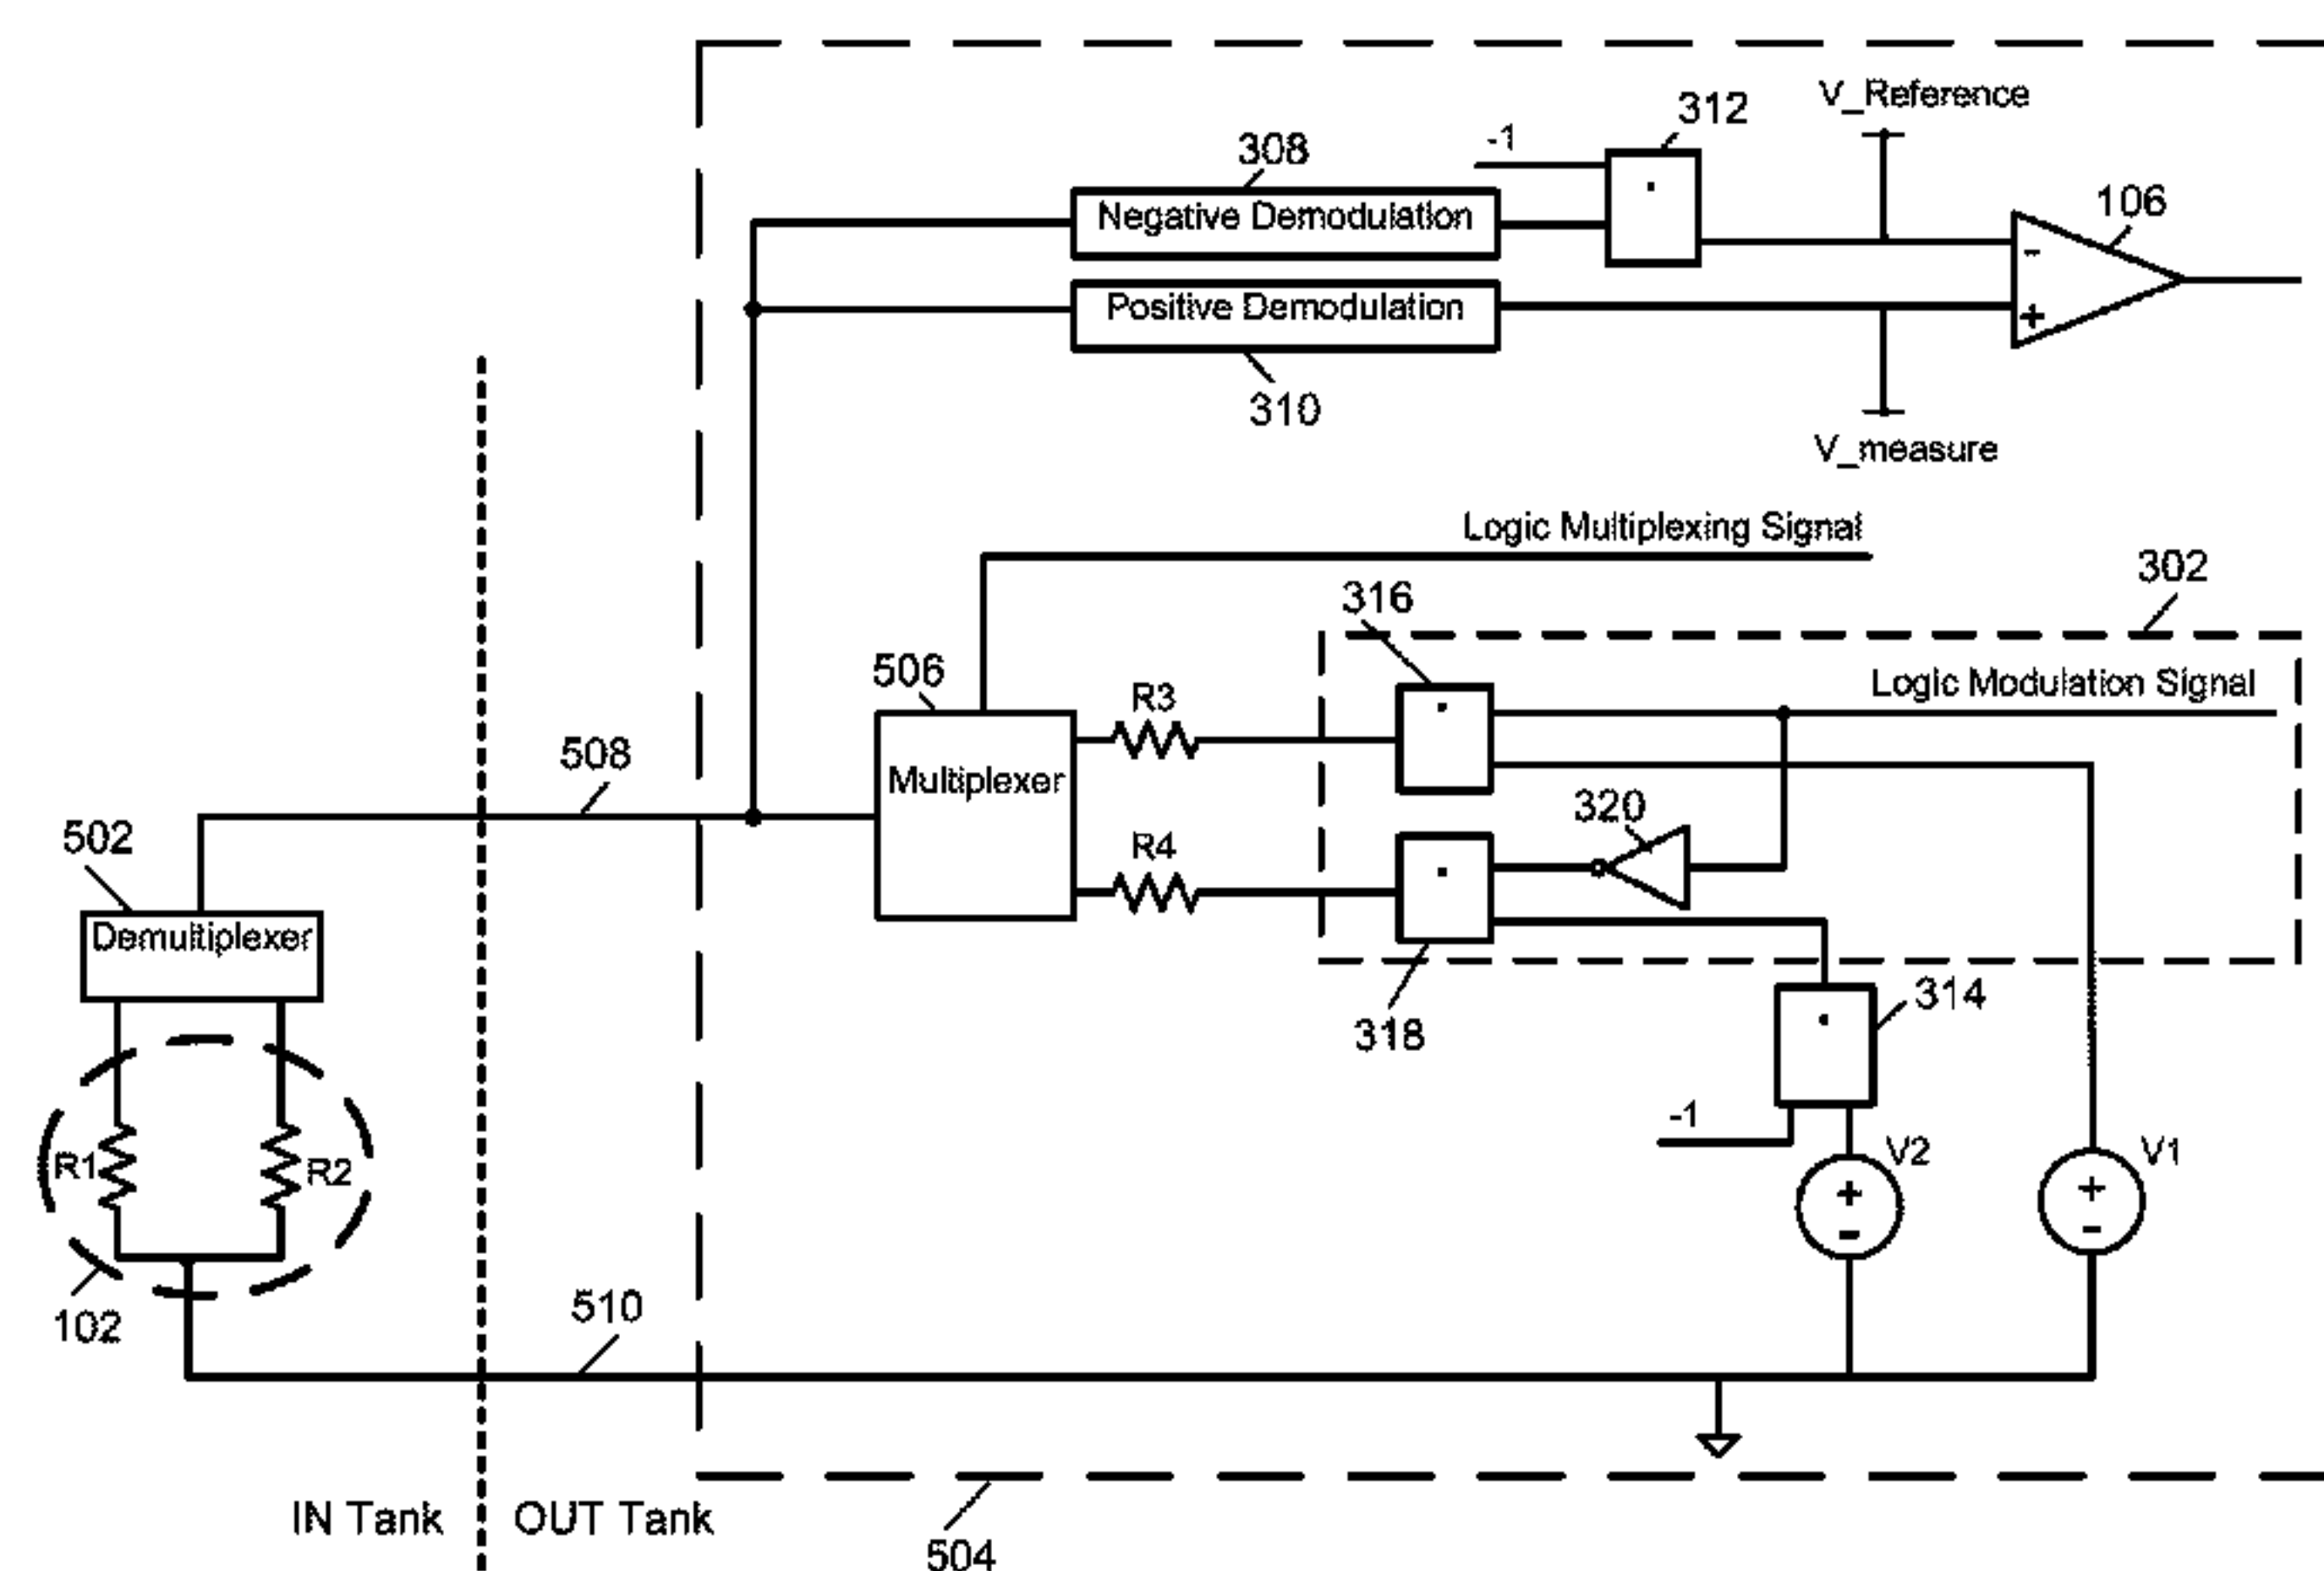 V_Reference
312
-1
308
Negative Demodulation
106
-
Positive Demodulation
+
310
V_measure
Logic Multiplexing Signal
302
316
Logic Modulation Signal
506
R3
508
Multiplexer
320
502
R4
Demultiplexer
314
318
-1
V2
V1
R1
R2
+
-
+
-
510
102
IN Tank
OUT Tank
504